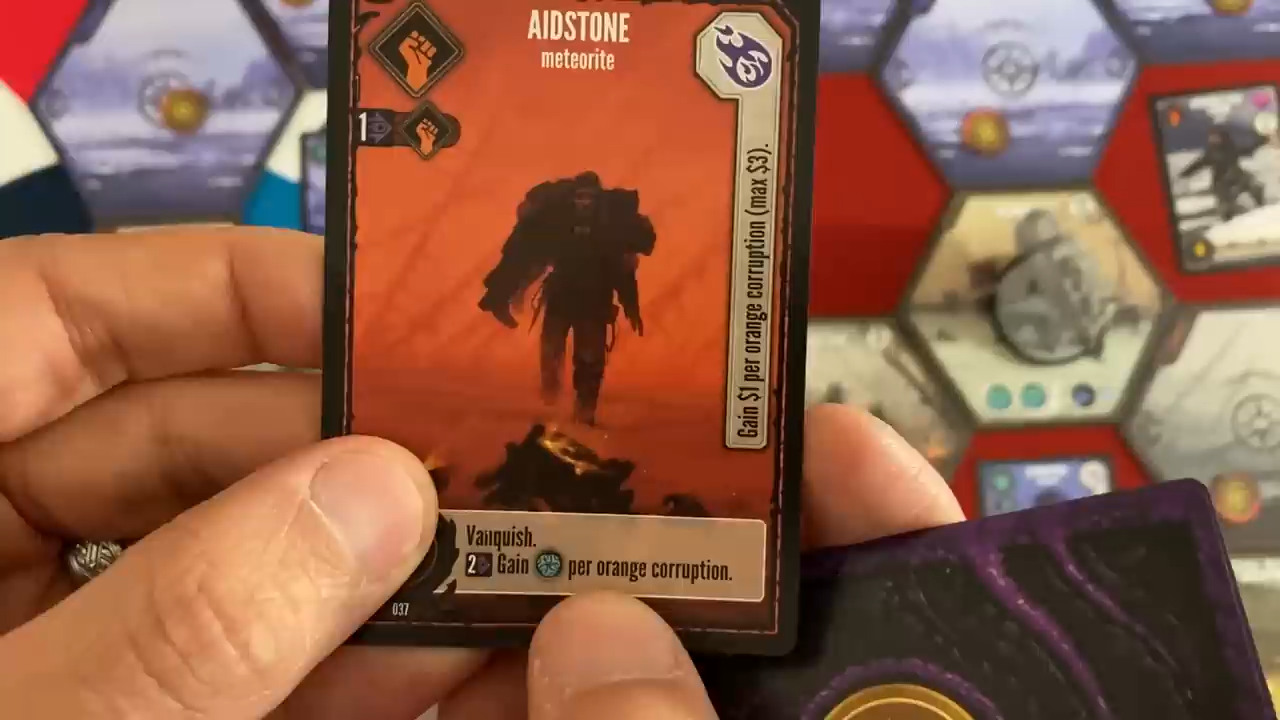 AIDSTONE
meteorite
1
Gain $1 per orange corruption (max $3).
Vanquish.
2 Gain per orange corruption.
037